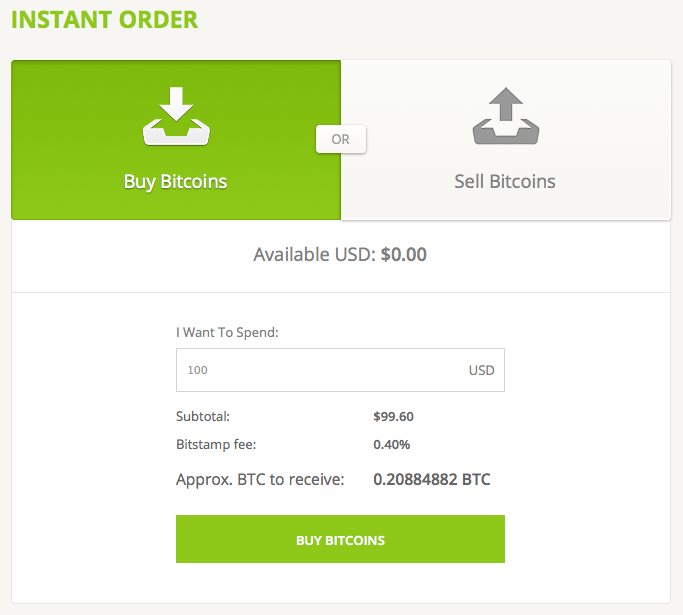 INSTANT ORDER
Buy Bitcoins
OR
Sell Bitcoins
Available USD: $0.00
I Want To Spend:
100 USD
Subtotal: $99.60
Bitstamp fee: 0.40%
Approx. BTC to receive: 0.20884882 BTC
BUY BITCOINS